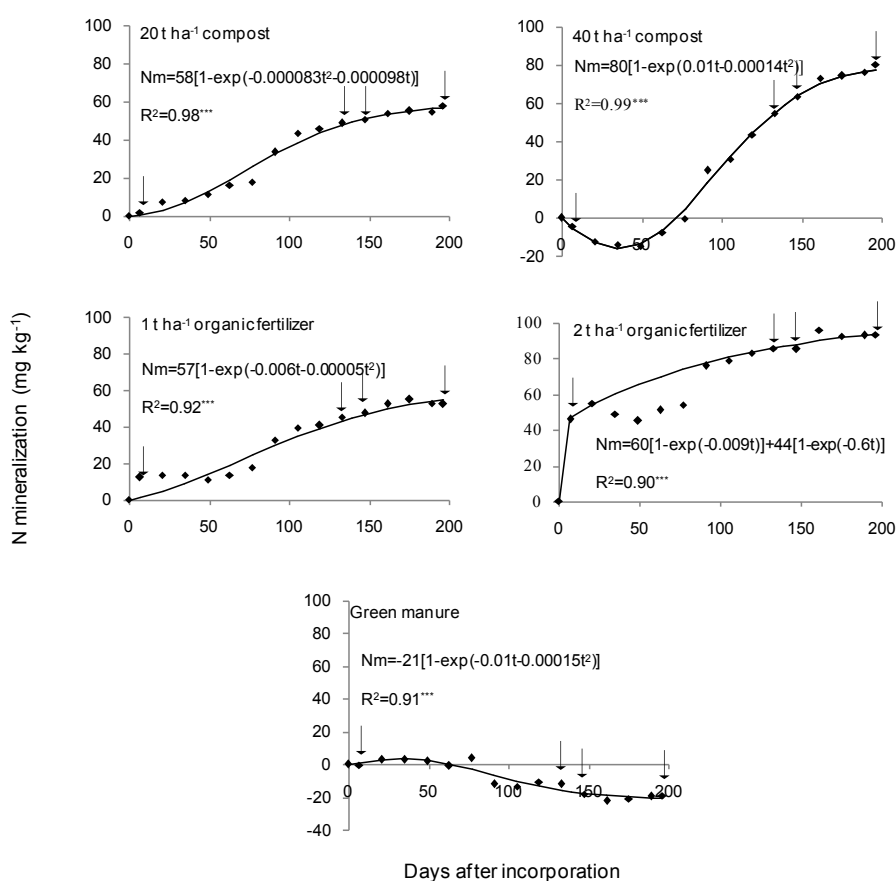 20 t ha⁻¹ compost
Nm=58[1-exp(-0.000083t²-0.000098t)]
R²=0.98***
100
80
60
40
20
0
0 50 100 150 200
40 t ha⁻¹ compost
Nm=80[1-exp(0.01t-0.00014t²)]
R²=0.99***
100
80
60
40
20
0
-20
0 50 100 150 200
1 t ha⁻¹ organic fertilizer
Nm=57[1-exp(-0.006t-0.00005t²)]
R²=0.92***
100
80
60
40
20
0
0 50 100 150 200
2 t ha⁻¹ organic fertilizer
Nm=60[1-exp(-0.009t)]+44[1-exp(-0.6t)]
R²=0.90***
100
80
60
40
20
0
0 50 100 150 200
Green manure
Nm=-21[1-exp(-0.01t-0.00015t²)]
R²=0.91***
100
80
60
40
20
0
-20
-40
0 50 100 150 200
N mineralization (mg kg⁻¹)
Days after incorporation